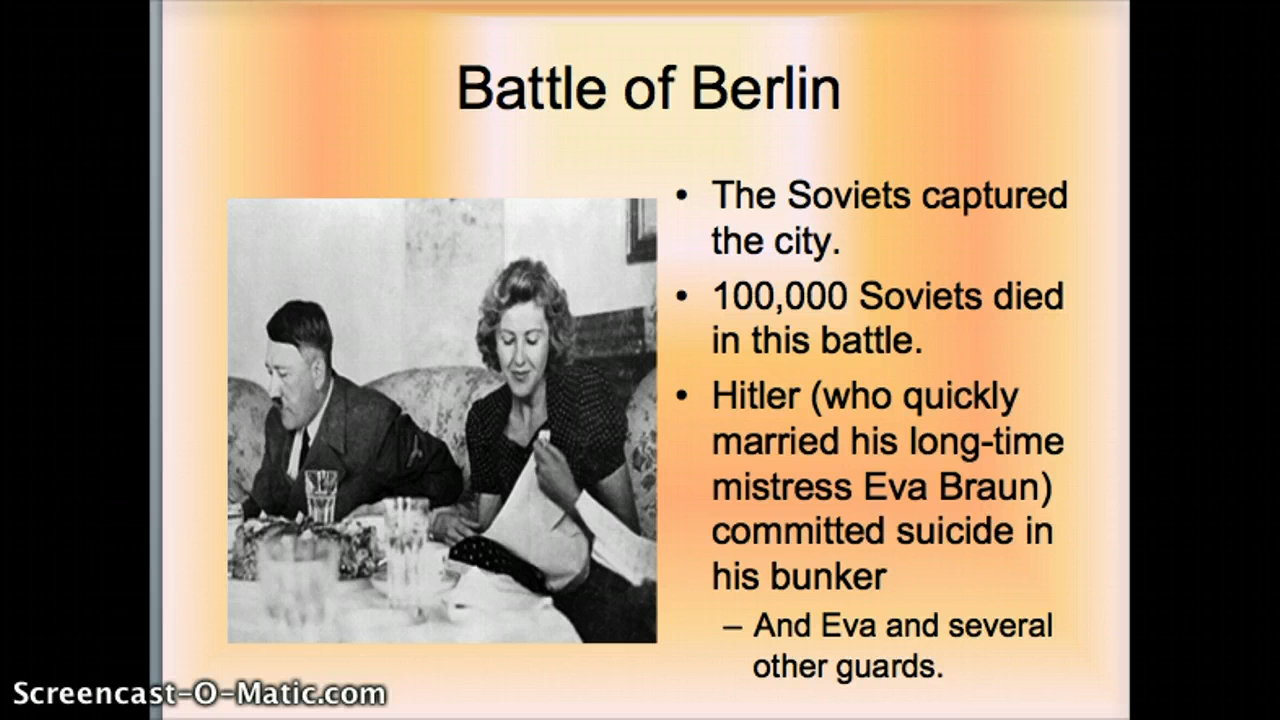 Battle of Berlin
• The Soviets captured
the city.
• 100,000 Soviets died
in this battle.
• Hitler (who quickly
married his long-time
mistress Eva Braun)
committed suicide in
his bunker
– And Eva and several
other guards.
Screencast-O-Matic.com